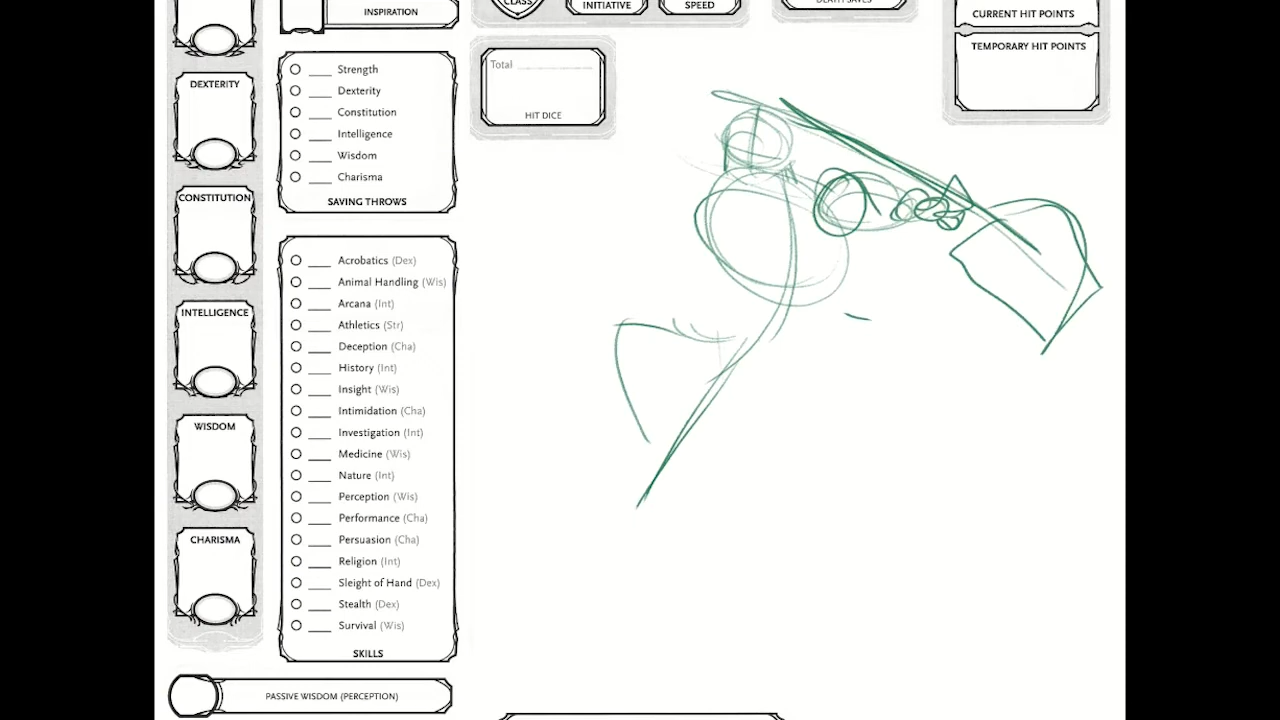 CLASS
INSPIRATION
INITIATIVE
SPEED
CURRENT HIT POINTS
TEMPORARY HIT POINTS
Total
HIT DICE
DEXTERITY
CONSTITUTION
INTELLIGENCE
WISDOM
CHARISMA
Strength
Dexterity
Constitution
Intelligence
Wisdom
Charisma
SAVING THROWS
Acrobatics (Dex)
Animal Handling (Wis)
Arcana (Int)
Athletics (Str)
Deception (Cha)
History (Int)
Insight (Wis)
Intimidation (Cha)
Investigation (Int)
Medicine (Wis)
Nature (Int)
Perception (Wis)
Performance (Cha)
Persuasion (Cha)
Religion (Int)
Sleight of Hand (Dex)
Stealth (Dex)
Survival (Wis)
SKILLS
PASSIVE WISDOM (PERCEPTION)